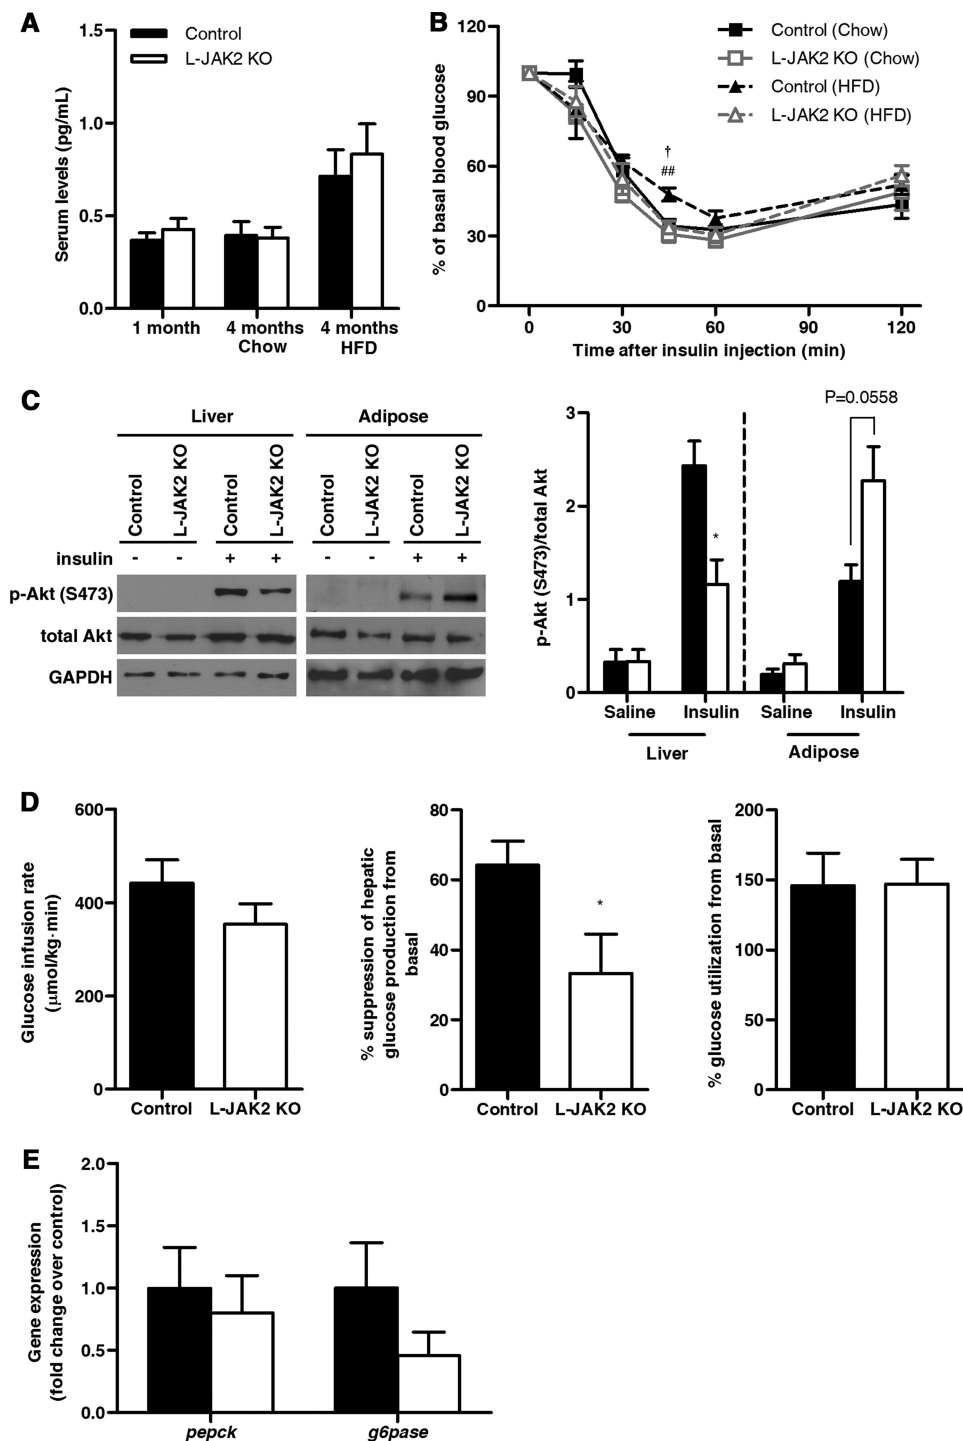 A
Serum levels (pg/mL)
1.5
1.0
0.5
0.0
Control
L-JAK2 KO
1 month
4 months
Chow
4 months
HFD
B
% of basal blood glucose
120
90
60
30
0
Control (Chow)
L-JAK2 KO (Chow)
Control (HFD)
L-JAK2 KO (HFD)
†
##
0 30 60 90 120
Time after insulin injection (min)
C
Liver
Adipose
Control
L-JAK2 KO
Control
L-JAK2 KO
Control
L-JAK2 KO
Control
L-JAK2 KO
insulin - - + + - - + +
p-Akt (S473)
total Akt
GAPDH
p-Akt (S473)/total Akt
3
2
1
0
*
P=0.0558
Saline Insulin Saline Insulin
Liver Adipose
D
Glucose infusion rate
(μmol/kg·min)
600
400
200
0
Control L-JAK2 KO
% suppression of hepatic
glucose production from
basal
80
60
40
20
0
*
Control L-JAK2 KO
% glucose utilization from basal
200
150
100
50
0
Control L-JAK2 KO
E
Gene expression
(fold change over control)
2.0
1.5
1.0
0.5
0.0
pepck g6pase